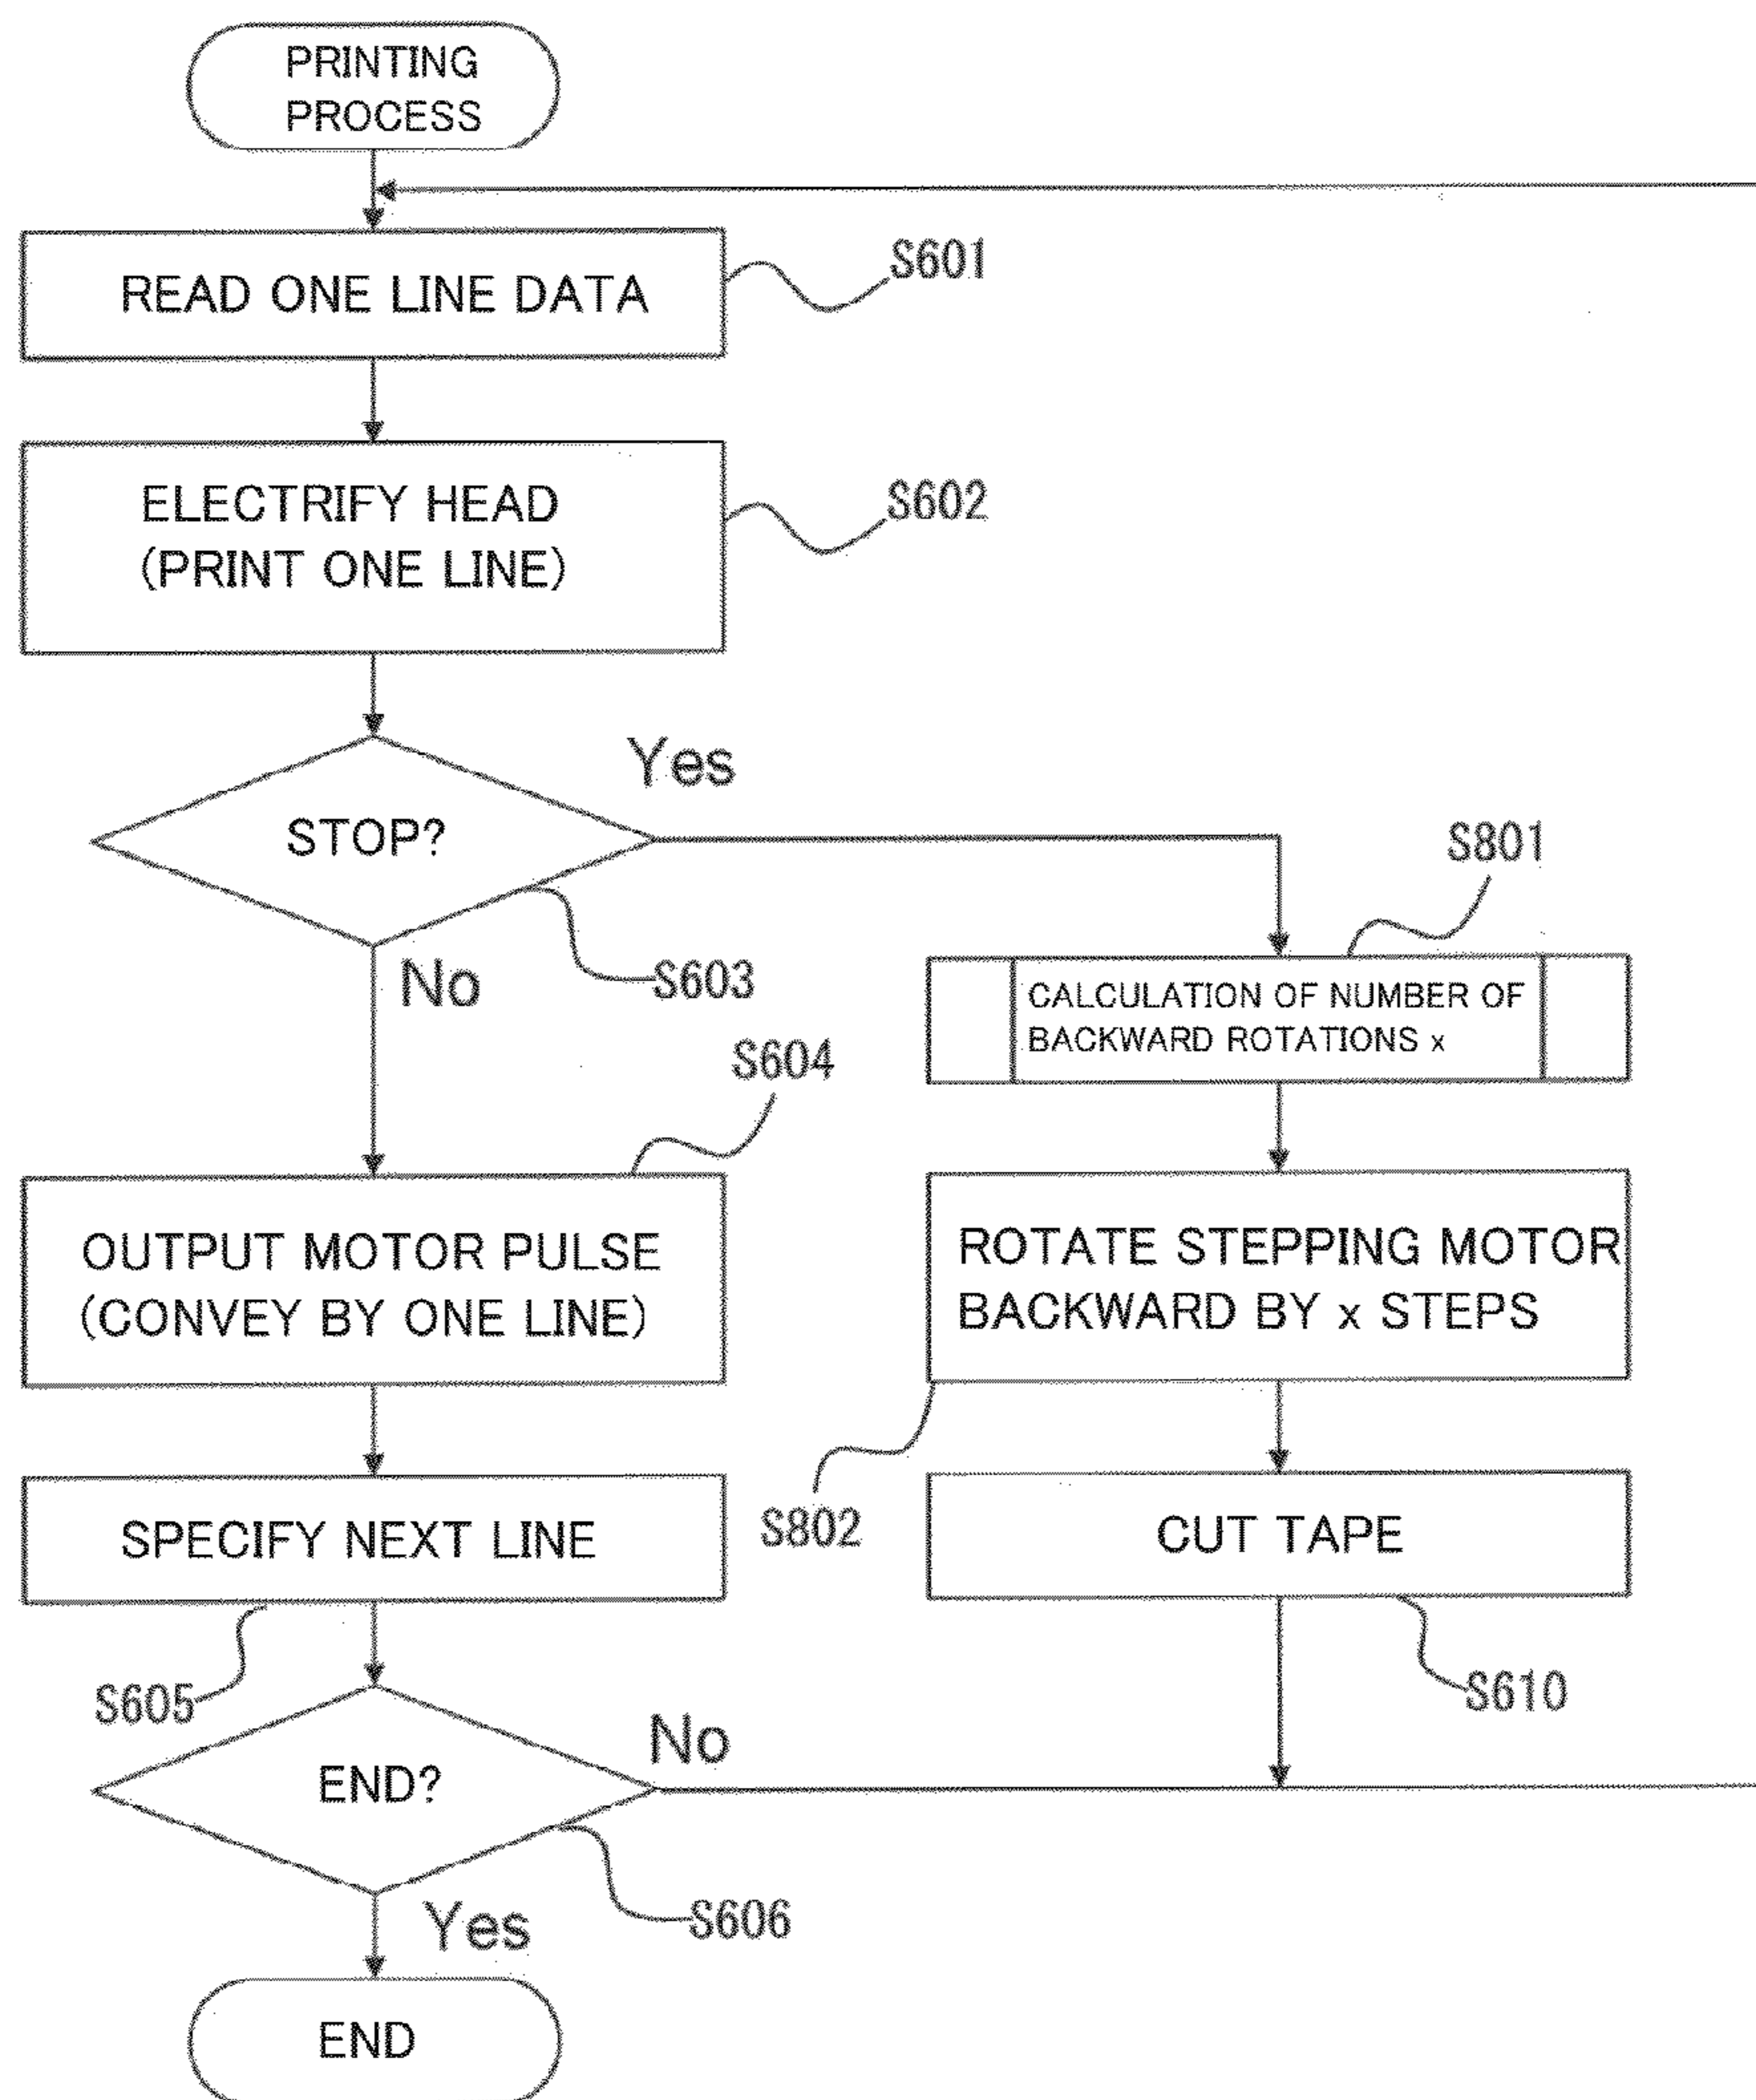 PRINTING
PROCESS
READ ONE LINE DATA
S601
ELECTRIFY HEAD
(PRINT ONE LINE)
S602
STOP?
Yes
No
S603
S801
CALCULATION OF NUMBER OF
BACKWARD ROTATIONS x
S604
OUTPUT MOTOR PULSE
(CONVEY BY ONE LINE)
ROTATE STEPPING MOTOR
BACKWARD BY x STEPS
S802
SPECIFY NEXT LINE
CUT TAPE
S605
S610
END?
No
Yes
S606
END